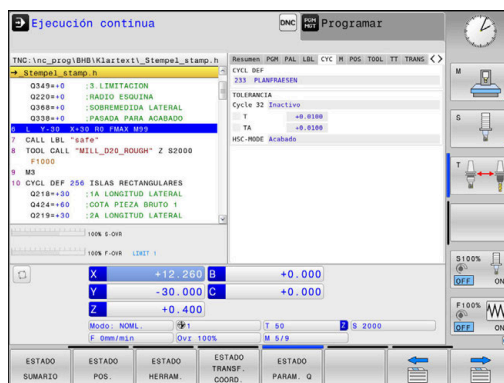 Ejecución continua
DNC
PGM MGT
Programar
TNC:\nc_prog\BHB\Klartext\_Stempel_stamp.h
→_Stempel_stamp.h
Q349=+0 ;3.LIMITACION
Q220=+0 ;RADIO ESQUINA
Q368=+0 ;SOBREMEDIDA LATERAL
Q338=+0 ;PASADA PARA ACABADO
6 L Y-30 X+30 R0 FMAX M99
7 CALL LBL "safe"
8 TOOL CALL "MILL_D20_ROUGH" Z S2000
F1000
9 M3
10 CYCL DEF 256 ISLAS RECTANGULARES
Q218=+30 ;1A LONGITUD LATERAL
Q424=+60 ;COTA PIEZA BRUTO 1
Q219=+30 ;2A LONGITUD LATERAL
Resumen PGM PAL LBL CYC M POS TOOL TT TRANS
CYCL DEF
233 PLANFRAESEN
TOLERANCIA
Cycle 32 Inactivo
T +0.0100
TA +0.0100
HSC-MODE Acabado
100% S-OVR
100% F-OVR LIMIT 1
X +12.260 B +0.000
Y -30.000 C +0.000
Z +0.400
Modo: NOML. 1 T 50 Z S 2000
F 0mm/min Ovr 100% M 5/9
ESTADO SUMARIO
ESTADO POS.
ESTADO HERRAM.
ESTADO TRANSF. COORD.
ESTADO PARAM. Q
M
S
T
S100%
OFF ON
F100%
OFF ON